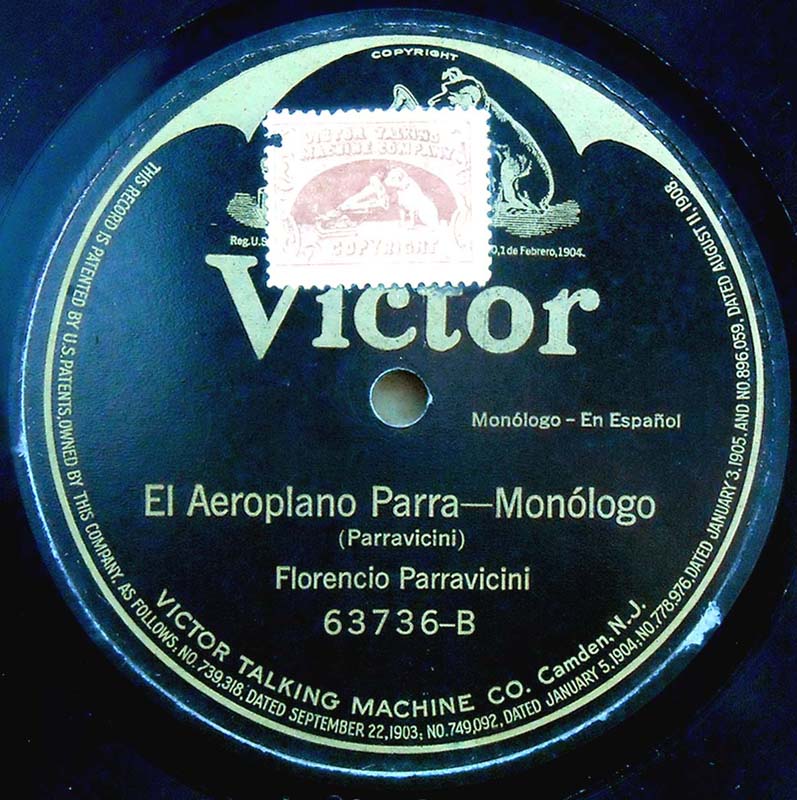 COPYRIGHT
VICTOR TALKING
MACHINE COMPANY
COPYRIGHT
Reg.U.S.
1 de Febrero,1904.
Victor
Monólogo – En Español
El Aeroplano Parra—Monólogo
(Parravicini)
Florencio Parravicini
63736–B
VICTOR TALKING MACHINE CO. Camden, N.J.
THIS RECORD IS PATENTED BY U.S. PATENTS, OWNED BY THIS COMPANY, AS FOLLOWS: NO. 739,318, DATED SEPTEMBER 22,1903; NO.749,092, DATED JANUARY 5,1904; NO.778,976, DATED JANUARY 3,1905, AND NO.896,059, DATED AUGUST 11,1908.